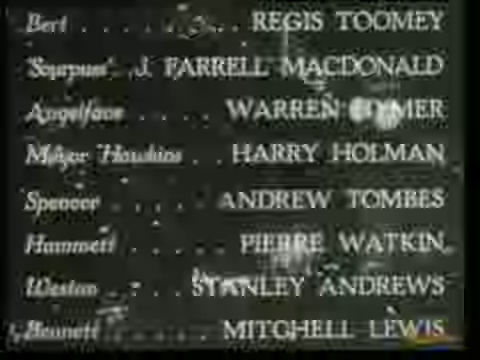 Bert . . . . . . . REGIS TOOMEY
'Sourpuss' . J. FARRELL MACDONALD
Angelface . . . . WARREN HYMER
Mayor Hawkins . . HARRY HOLMAN
Spencer . . . . . ANDREW TOMBES
Hammett . . . . . PIERRE WATKIN
Weston . . . . STANLEY ANDREWS
Bennett . . . . . MITCHELL LEWIS